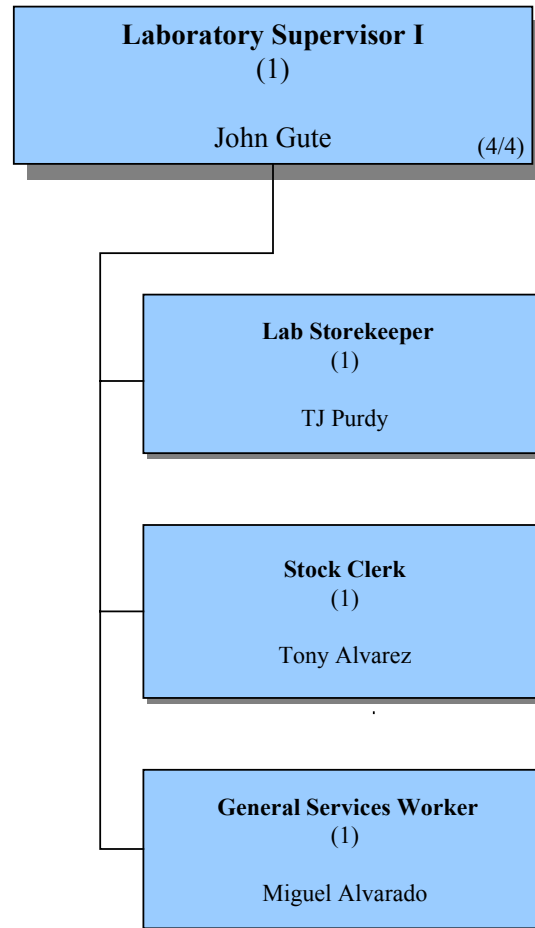 Laboratory Supervisor I
(1)
John Gute
(4/4)
Lab Storekeeper
(1)
TJ Purdy
Stock Clerk
(1)
Tony Alvarez
General Services Worker
(1)
Miguel Alvarado